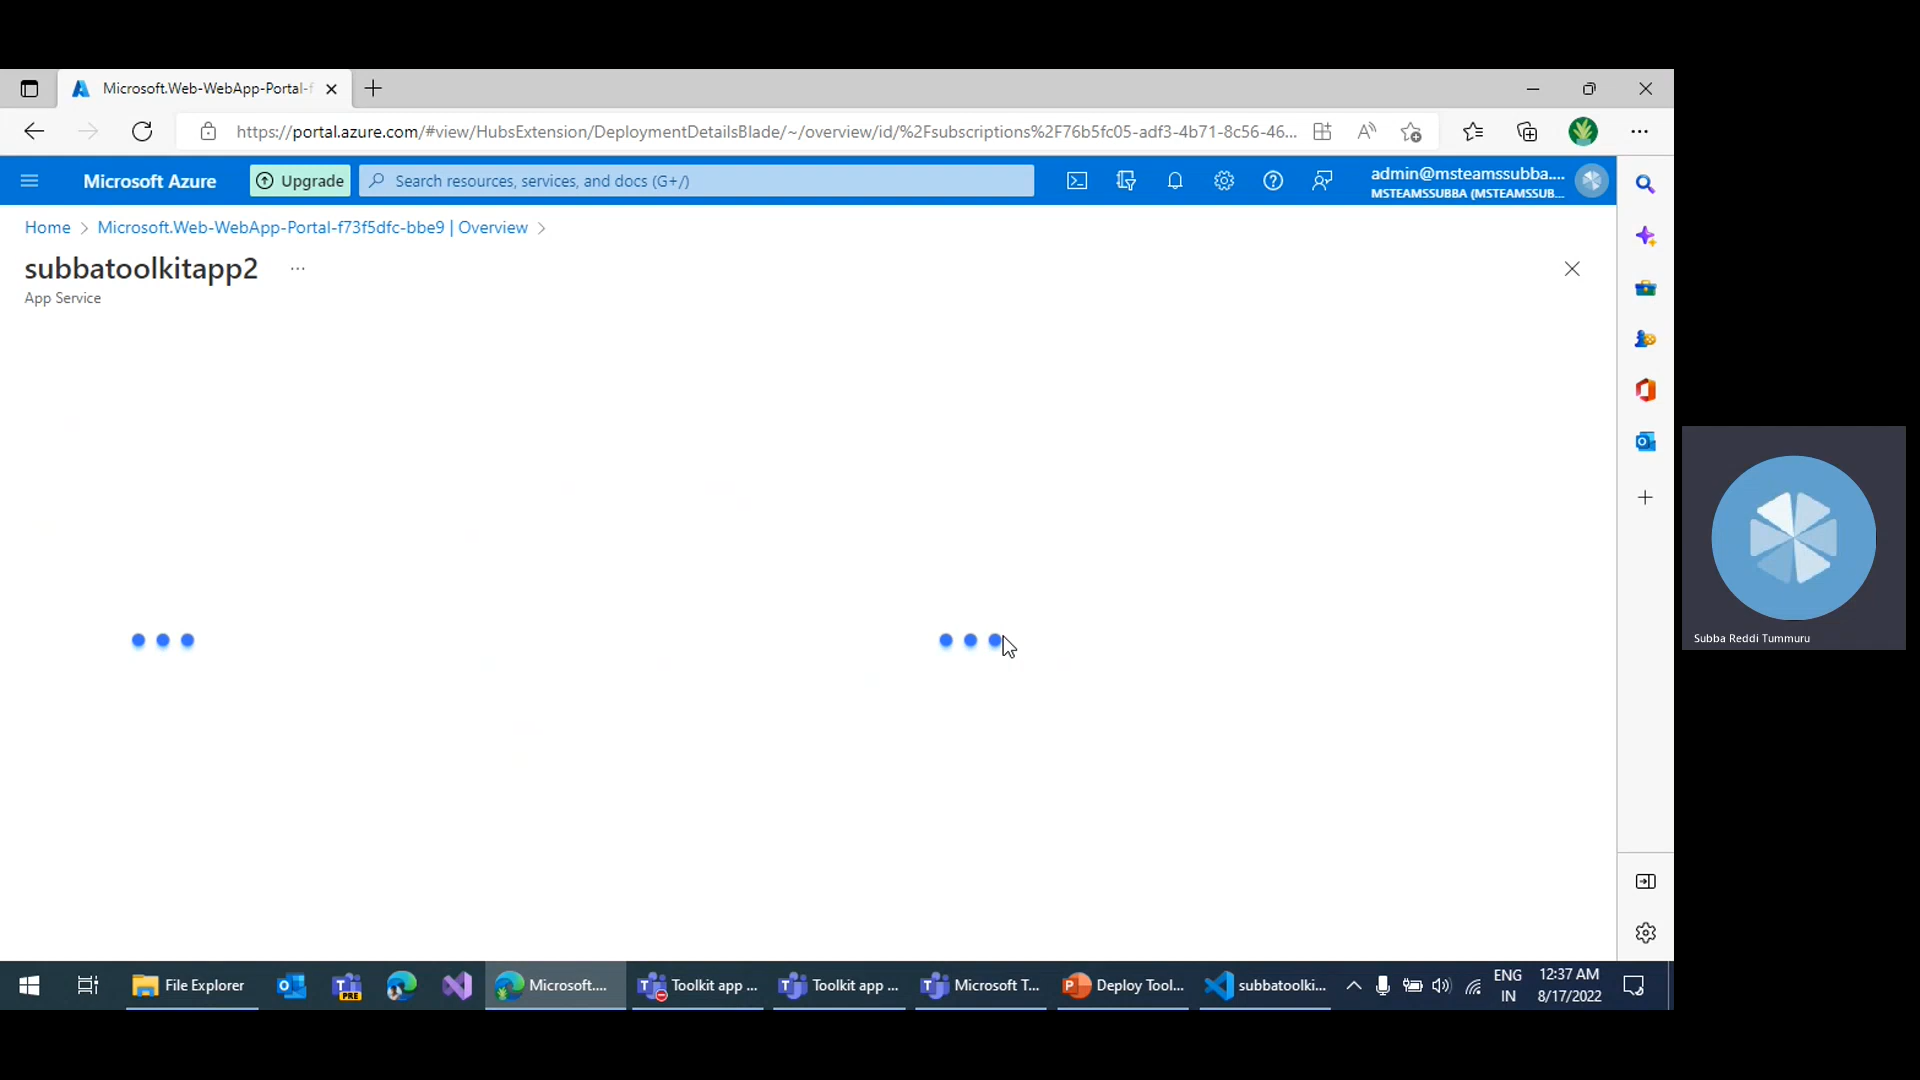 Microsoft.Web-WebApp-Portal-f
https://portal.azure.com/#view/HubsExtension/DeploymentDetailsBlade/~/overview/id/%2Fsubscriptions%2F76b5fc05-adf3-4b71-8c56-46...
Microsoft Azure
Upgrade
Search resources, services, and docs (G+/)
admin@msteamssubba....
MSTEAMSSUBBA (MSTEAMSSUB...
Home > Microsoft.Web-WebApp-Portal-f73f5dfc-bbe9 | Overview >
subbatoolkitapp2 ...
App Service
Subba Reddi Tummuru
File Explorer
PRE
Microsoft....
Toolkit app ...
Toolkit app ...
Microsoft T...
Deploy Tool...
subbatoolki...
ENG
IN
12:37 AM
8/17/2022